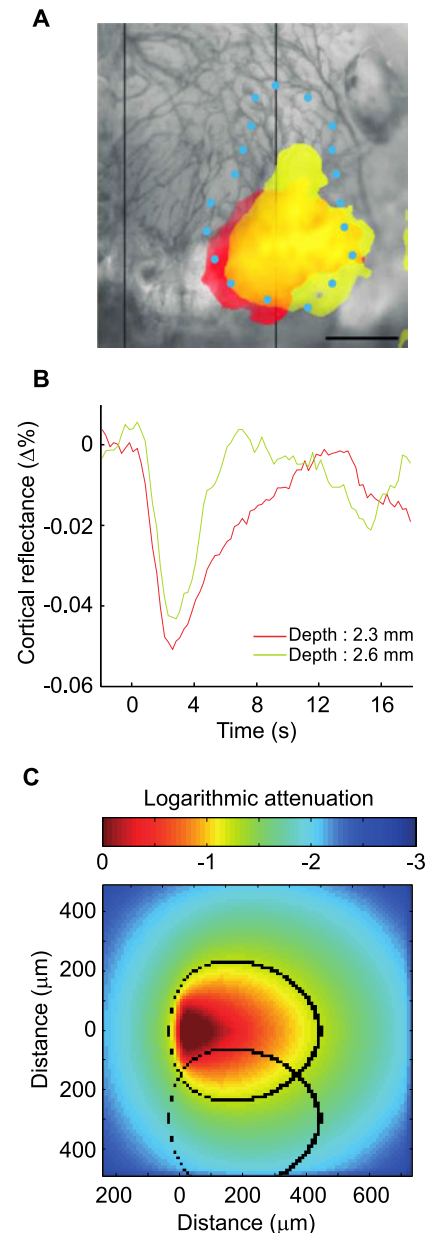 A
B
0
-0.02
-0.04
-0.06
Cortical reflectance (Δ%)
Depth : 2.3 mm
Depth : 2.6 mm
0 4 8 12 16
Time (s)
C
Logarithmic attenuation
0 -1 -2 -3
400
200
0
200
400
Distance (µm)
200 0 200 400 600
Distance (µm)